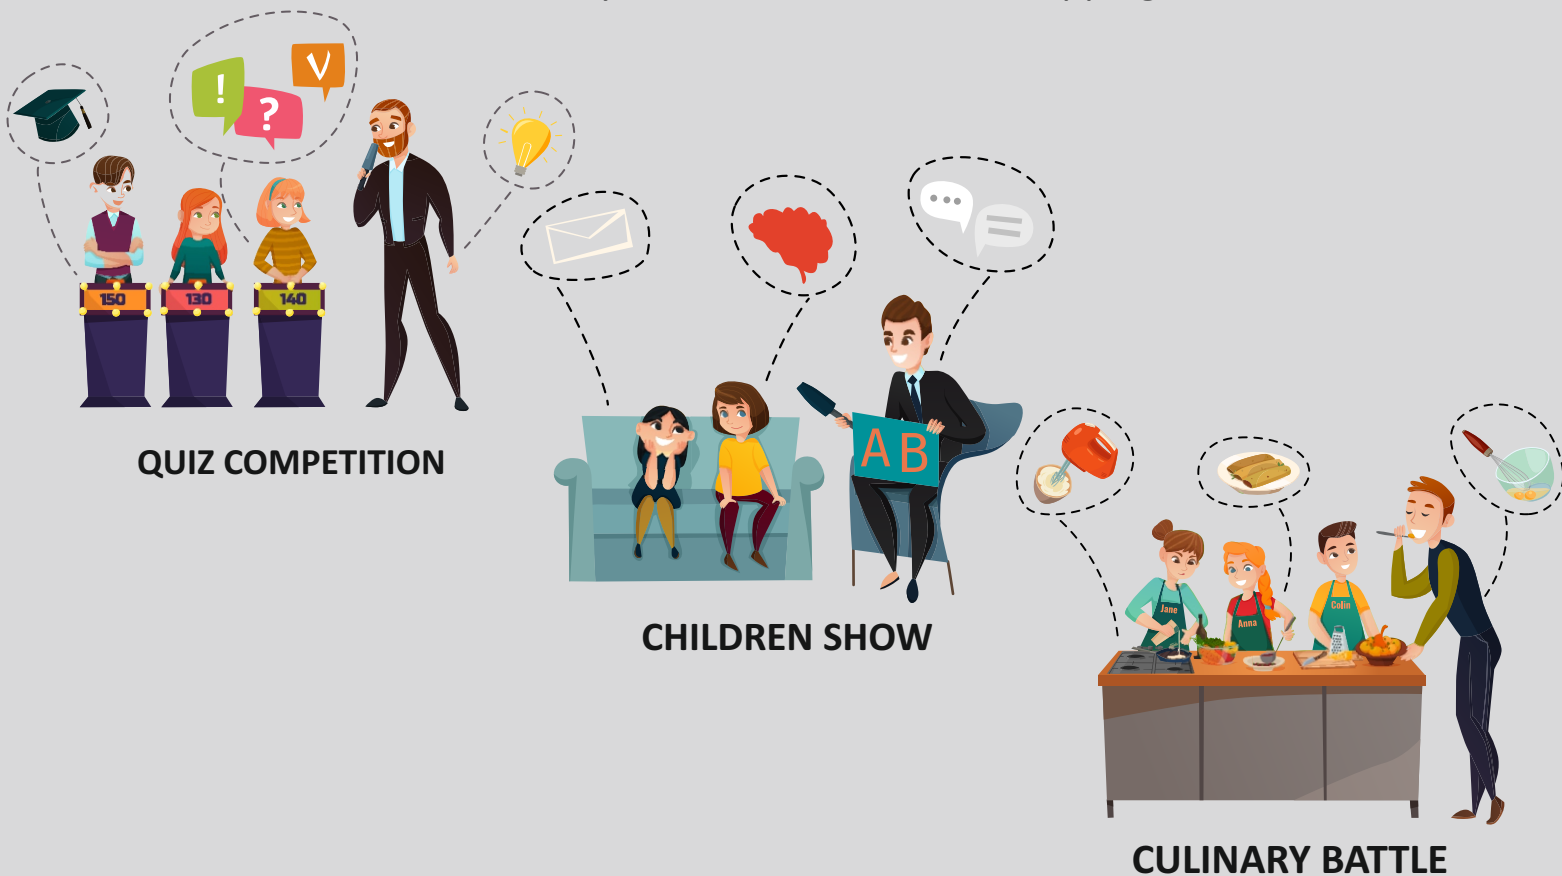 !
?
V
150
130
140
QUIZ COMPETITION
AB
CHILDREN SHOW
Jane
Anna
Colin
CULINARY BATTLE